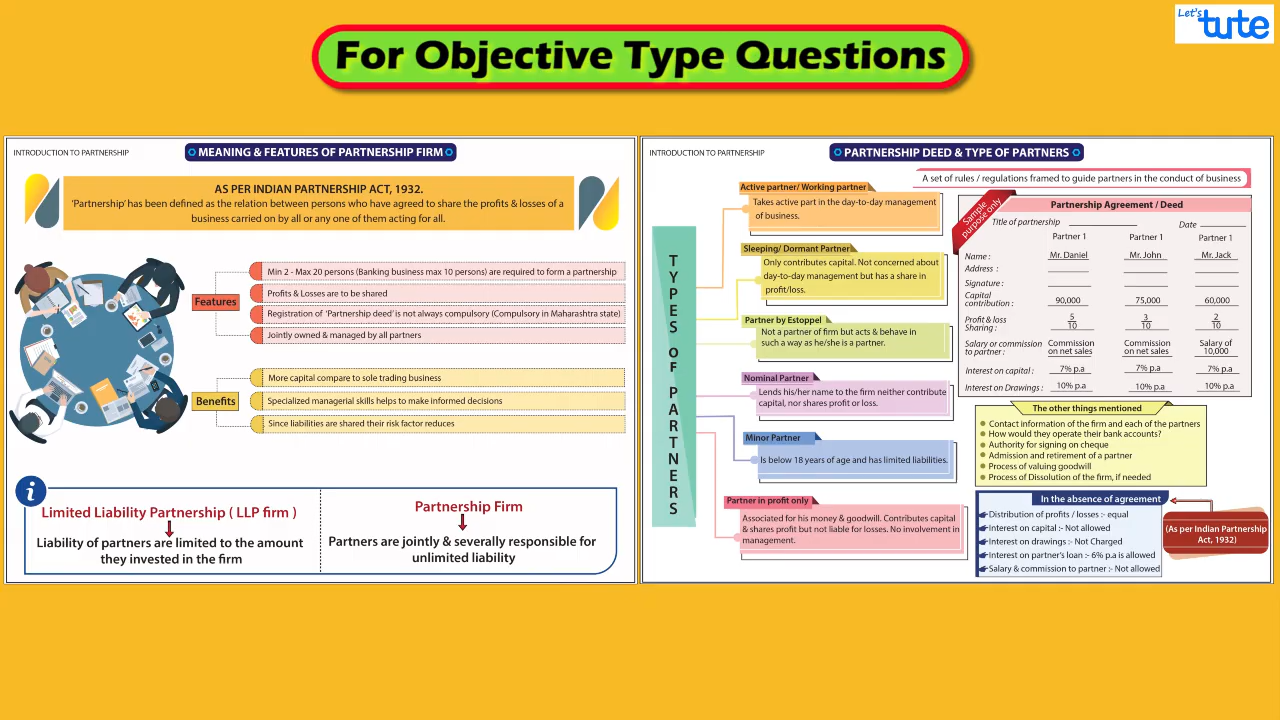 Let's
tute
For Objective Type Questions
INTRODUCTION TO PARTNERSHIP
MEANING & FEATURES OF PARTNERSHIP FIRM
AS PER INDIAN PARTNERSHIP ACT, 1932.
'Partnership' has been defined as the relation between persons who have agreed to share the profits & losses of a
business carried on by all or any one of them acting for all.
Features
Min 2 - Max 20 persons (Banking business max 10 persons) are required to form a partnership
Profits & Losses are to be shared
Registration of 'Partnership deed' is not always compulsory (Compulsory in Maharashtra state)
Jointly owned & managed by all partners
Benefits
More capital compare to sole trading business
Specialized managerial skills helps to make informed decisions
Since liabilities are shared their risk factor reduces
i
Limited Liability Partnership ( LLP firm )
Liability of partners are limited to the amount
they invested in the firm
Partnership Firm
Partners are jointly & severally responsible for
unlimited liability
INTRODUCTION TO PARTNERSHIP
PARTNERSHIP DEED & TYPE OF PARTNERS
TYPES OF PARTNERS
Active partner/ Working partner
Takes active part in the day-to-day management
of business.
Sleeping/ Dormant Partner
Only contributes capital. Not concerned about
day-to-day management but has a share in
profit/loss.
Partner by Estoppel
Not a partner of firm but acts & behave in
such a way as he/she is a partner.
Nominal Partner
Lends his/her name to the firm neither contribute
capital, nor shares profit or loss.
Minor Partner
Is below 18 years of age and has limited liabilities.
Partner in profit only
Associated for his money & goodwill. Contributes capital
& shares profit but not liable for losses. No involvement in
management.
A set of rules / regulations framed to guide partners in the conduct of business
Sample
purpose only
Partnership Agreement / Deed
Title of partnership Date
Partner 1 Partner 1 Partner 1
Name : Mr. Daniel Mr. John Mr. Jack
Address :
Signature :
Capital
contribution : 90,000 75,000 60,000
Profit & loss
Sharing : 5/10 3/10 2/10
Salary or commission Commission Commission Salary of
to partner : on net sales on net sales 10,000
Interest on capital : 7% p.a 7% p.a 7% p.a
Interest on Drawings : 10% p.a 10% p.a 10% p.a
The other things mentioned
Contact information of the firm and each of the partners
How would they operate their bank accounts?
Authority for signing on cheque
Admission and retirement of a partner
Process of valuing goodwill
Process of Dissolution of the firm, if needed
In the absence of agreement
Distribution of profits / losses :- equal
Interest on capital :- Not allowed
Interest on drawings :- Not Charged
Interest on partner's loan :- 6% p.a is allowed
Salary & commission to partner :- Not allowed
(As per Indian Partnership
Act, 1932)